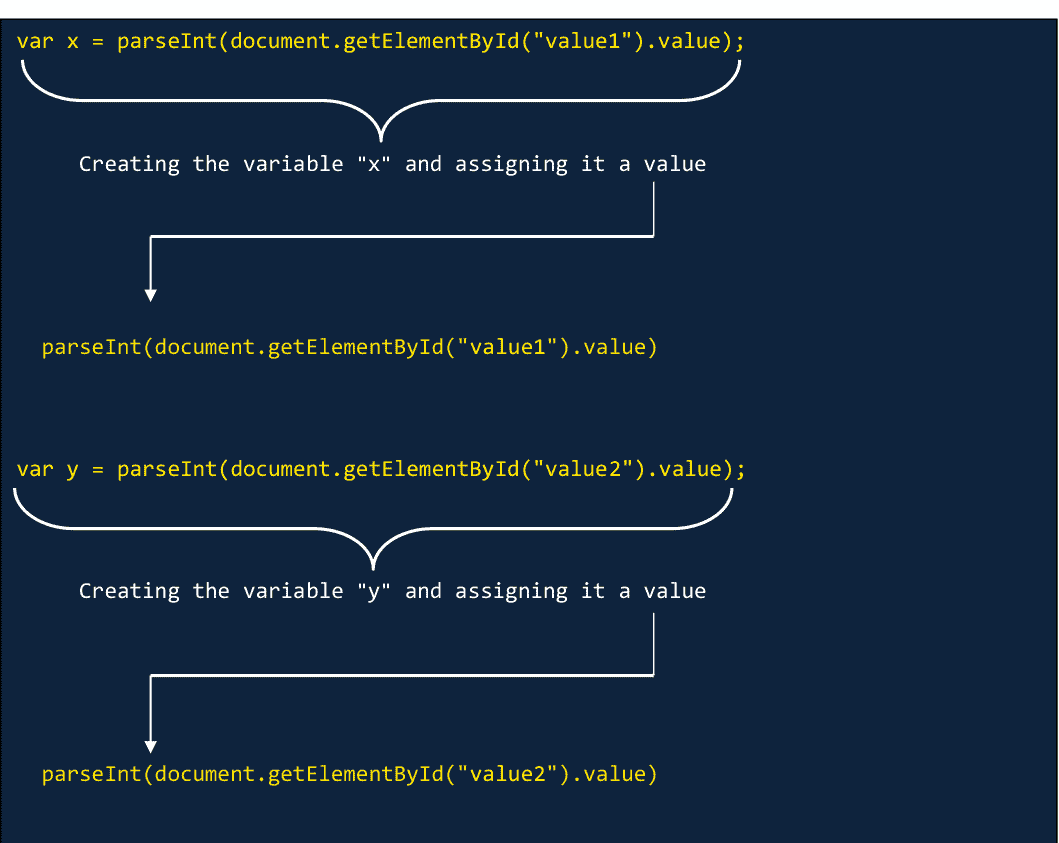 var x = parseInt(document.getElementById("value1").value);
Creating the variable "x" and assigning it a value
parseInt(document.getElementById("value1").value)
var y = parseInt(document.getElementById("value2").value);
Creating the variable "y" and assigning it a value
parseInt(document.getElementById("value2").value)